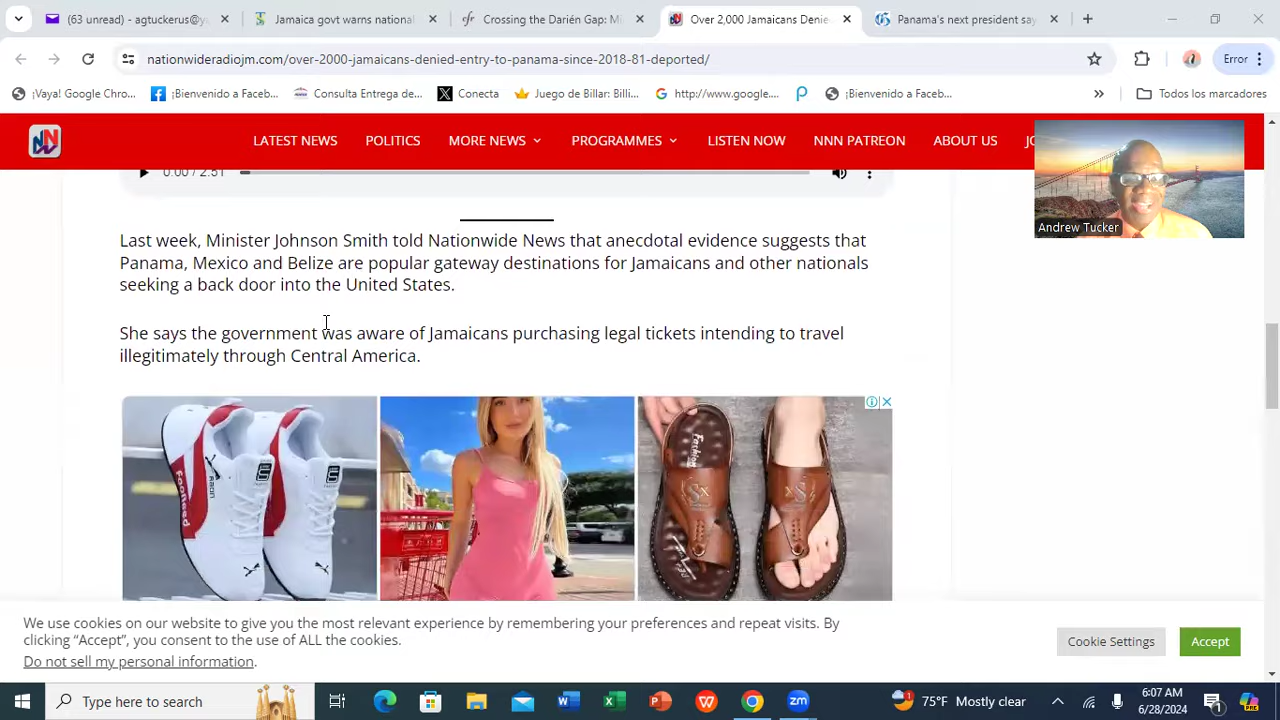 (63 unread) - agtuckerus@y
Jamaica govt warns national
Crossing the Darién Gap: Mi
Over 2,000 Jamaicans Denie
Panama's next president say
nationwideradiojm.com/over-2000-jamaicans-denied-entry-to-panama-since-2018-81-deported/
Error
¡Vaya! Google Chro...
¡Bienvenido a Faceb...
Consulta Entrega de...
Conecta
Juego de Billar: Billi...
http://www.google....
¡Bienvenido a Faceb...
»
Todos los marcadores
LATEST NEWS
POLITICS
MORE NEWS
PROGRAMMES
LISTEN NOW
NNN PATREON
ABOUT US
JO
Andrew Tucker
0:00 / 2:51
Last week, Minister Johnson Smith told Nationwide News that anecdotal evidence suggests that
Panama, Mexico and Belize are popular gateway destinations for Jamaicans and other nationals
seeking a back door into the United States.
She says the government was aware of Jamaicans purchasing legal tickets intending to travel
illegitimately through Central America.
We use cookies on our website to give you the most relevant experience by remembering your preferences and repeat visits. By
clicking “Accept”, you consent to the use of ALL the cookies.
Do not sell my personal information.
Cookie Settings
Accept
Type here to search
75°F Mostly clear
6:07 AM
6/28/2024